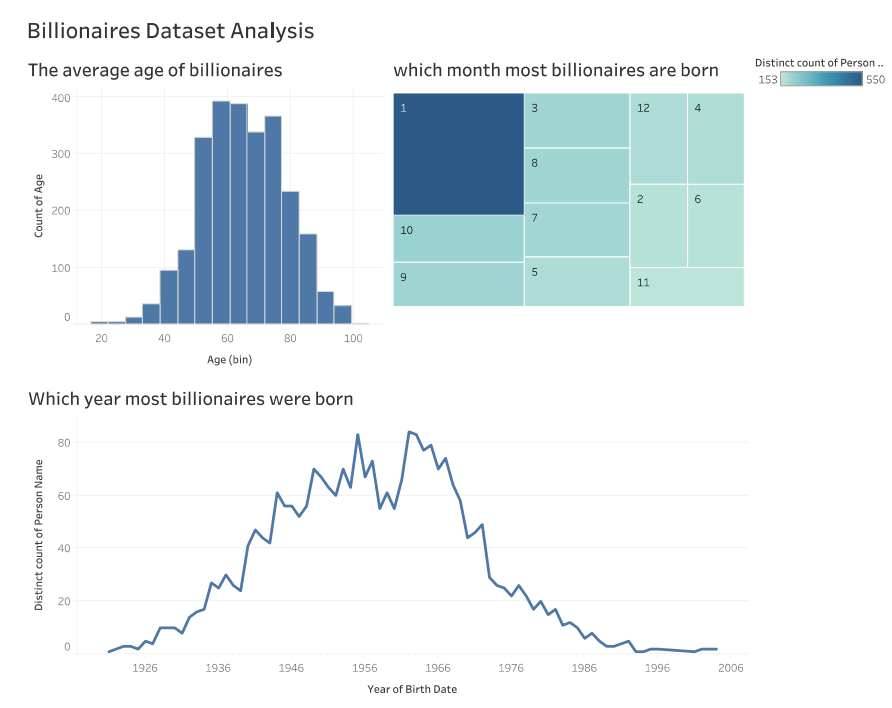 Billionaires Dataset Analysis
The average age of billionaires
400
300
200
100
0
Count of Age
20 40 60 80 100
Age (bin)
which month most billionaires are born
1 3 12 4
8
7 2 6
10
9 5 11
Distinct count of Person ..
153 550
Which year most billionaires were born
80
60
40
20
0
Distinct count of Person Name
1926 1936 1946 1956 1966 1976 1986 1996 2006
Year of Birth Date